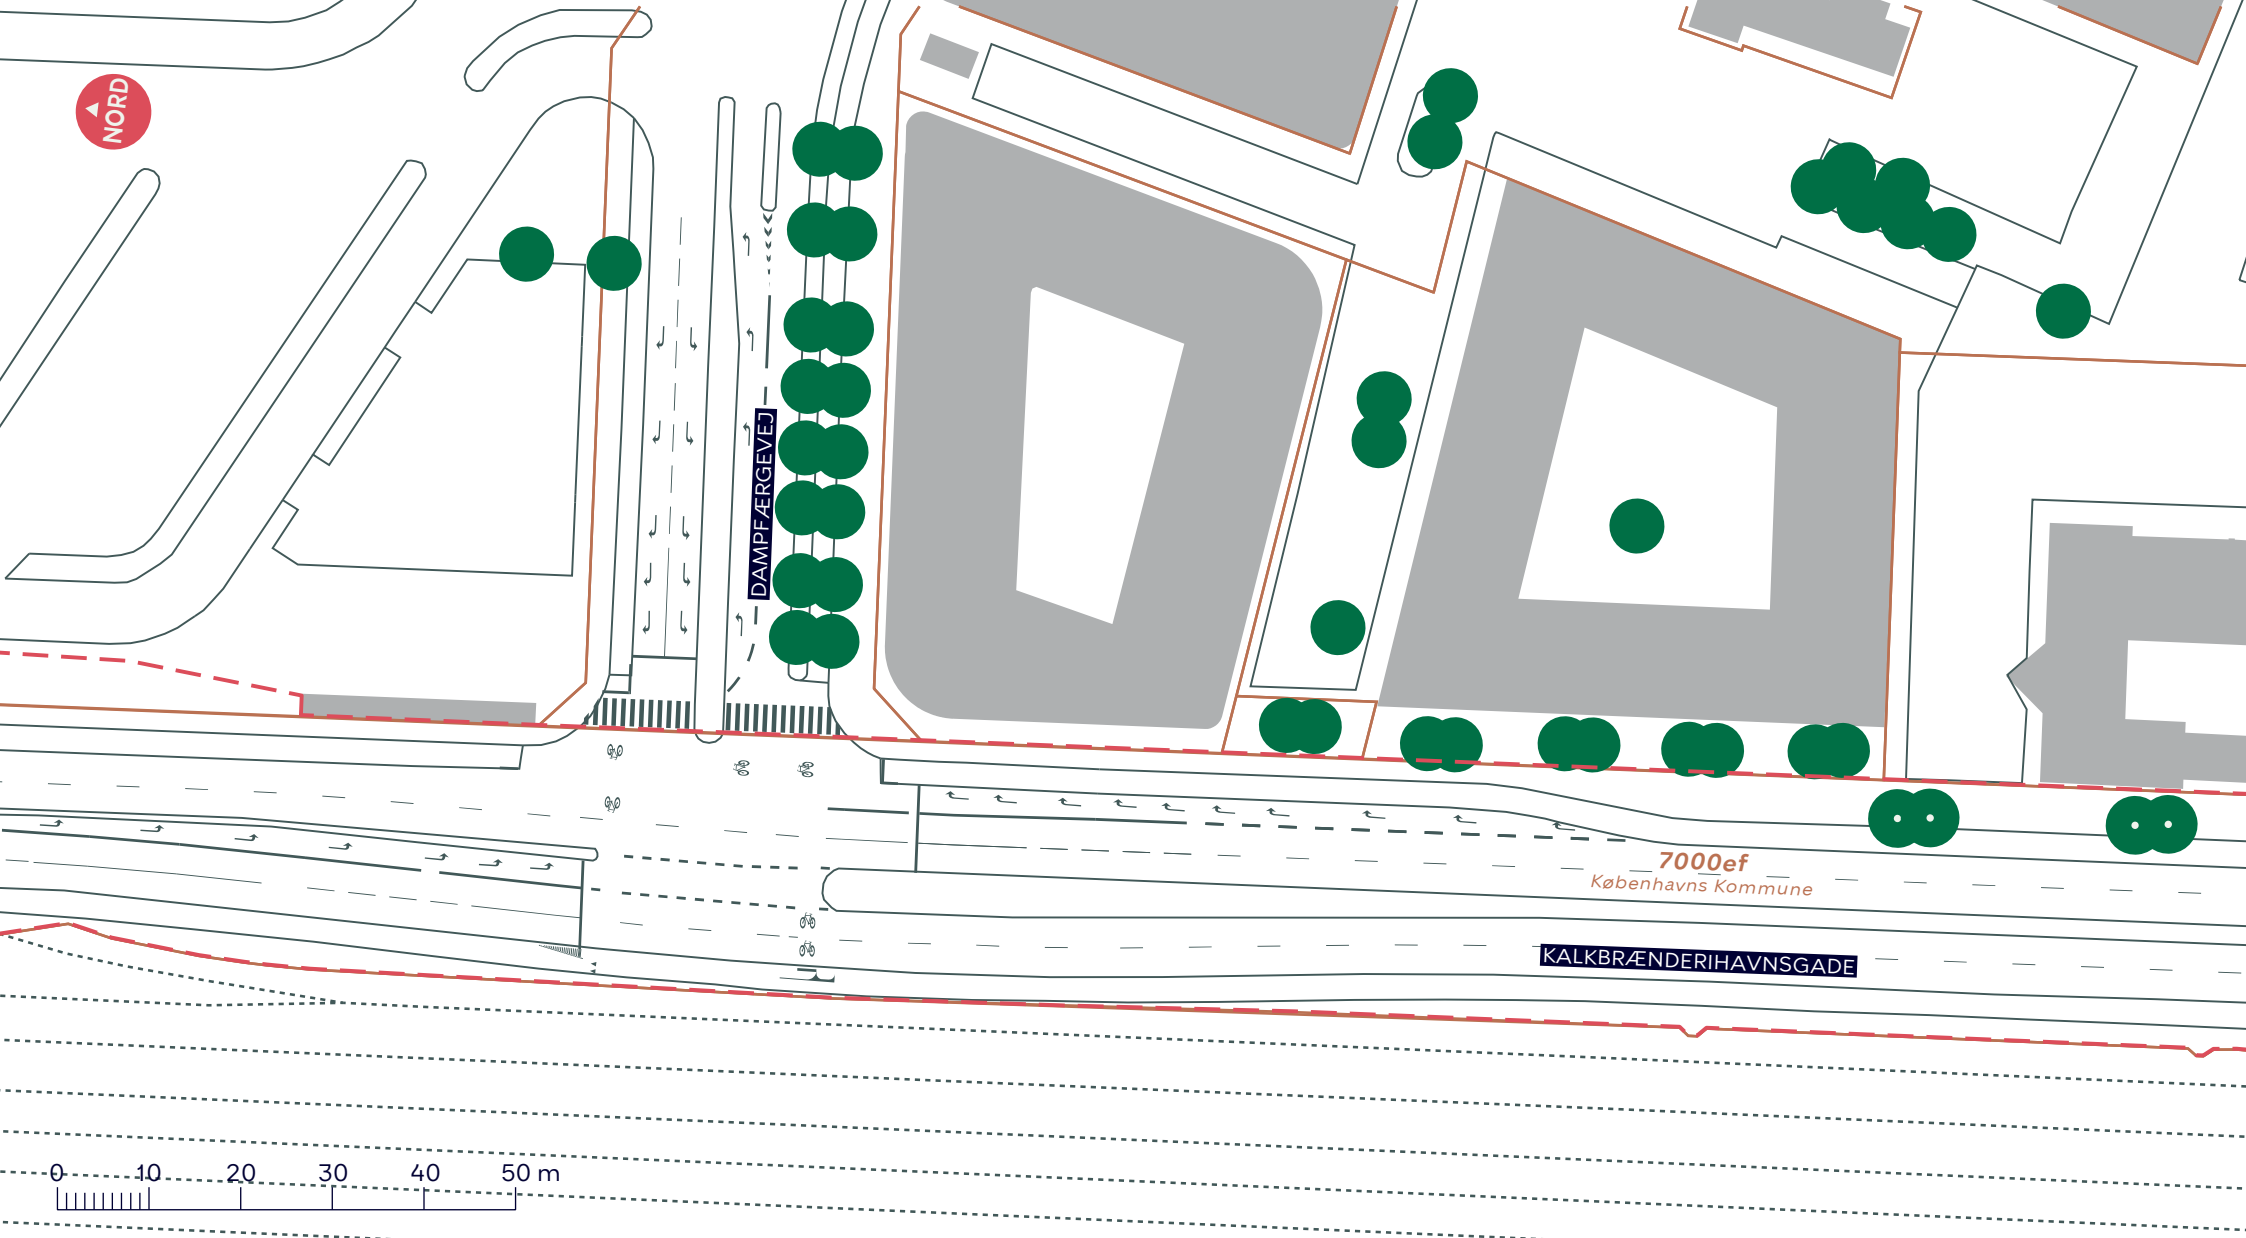 NORD
DAMPFÆRGEVEJ
7000ef
Københavns Kommune
KALKBRÆNDERIHAVNSGADE
0 10 20 30 40 50 m